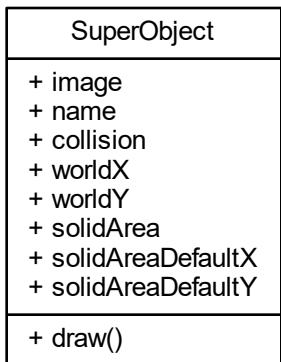 SuperObject
+ image
+ name
+ collision
+ worldX
+ worldY
+ solidArea
+ solidAreaDefaultX
+ solidAreaDefaultY
+ draw()